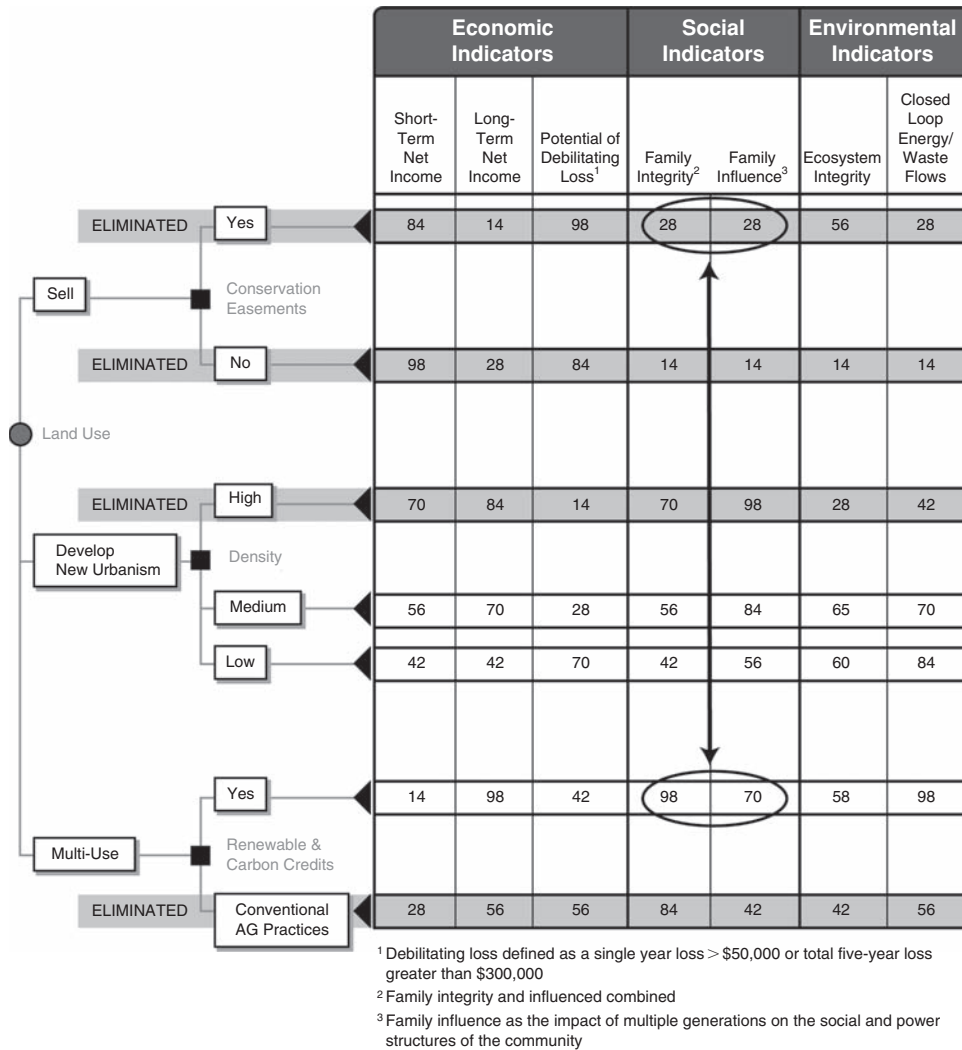 Economic
Indicators
Social
Indicators
Environmental
Indicators
Short-
Term
Net
Income
Long-
Term
Net
Income
Potential of
Debilitating
Loss1
Family
Integrity2
Family
Influence3
Ecosystem
Integrity
Closed
Loop
Energy/
Waste
Flows
ELIMINATED Yes 84 14 98 28 28 56 28
Sell
Conservation
Easements
ELIMINATED No 98 28 84 14 14 14 14
Land Use
ELIMINATED High 70 84 14 70 98 28 42
Develop
New Urbanism
Density
Medium 56 70 28 56 84 65 70
Low 42 42 70 42 56 60 84
Yes 14 98 42 98 70 58 98
Multi-Use
Renewable &
Carbon Credits
ELIMINATED Conventional
AG Practices
28 56 56 84 42 42 56
1 Debilitating loss defined as a single year loss > $50,000 or total five-year loss
greater than $300,000
2 Family integrity and influenced combined
3 Family influence as the impact of multiple generations on the social and power
structures of the community